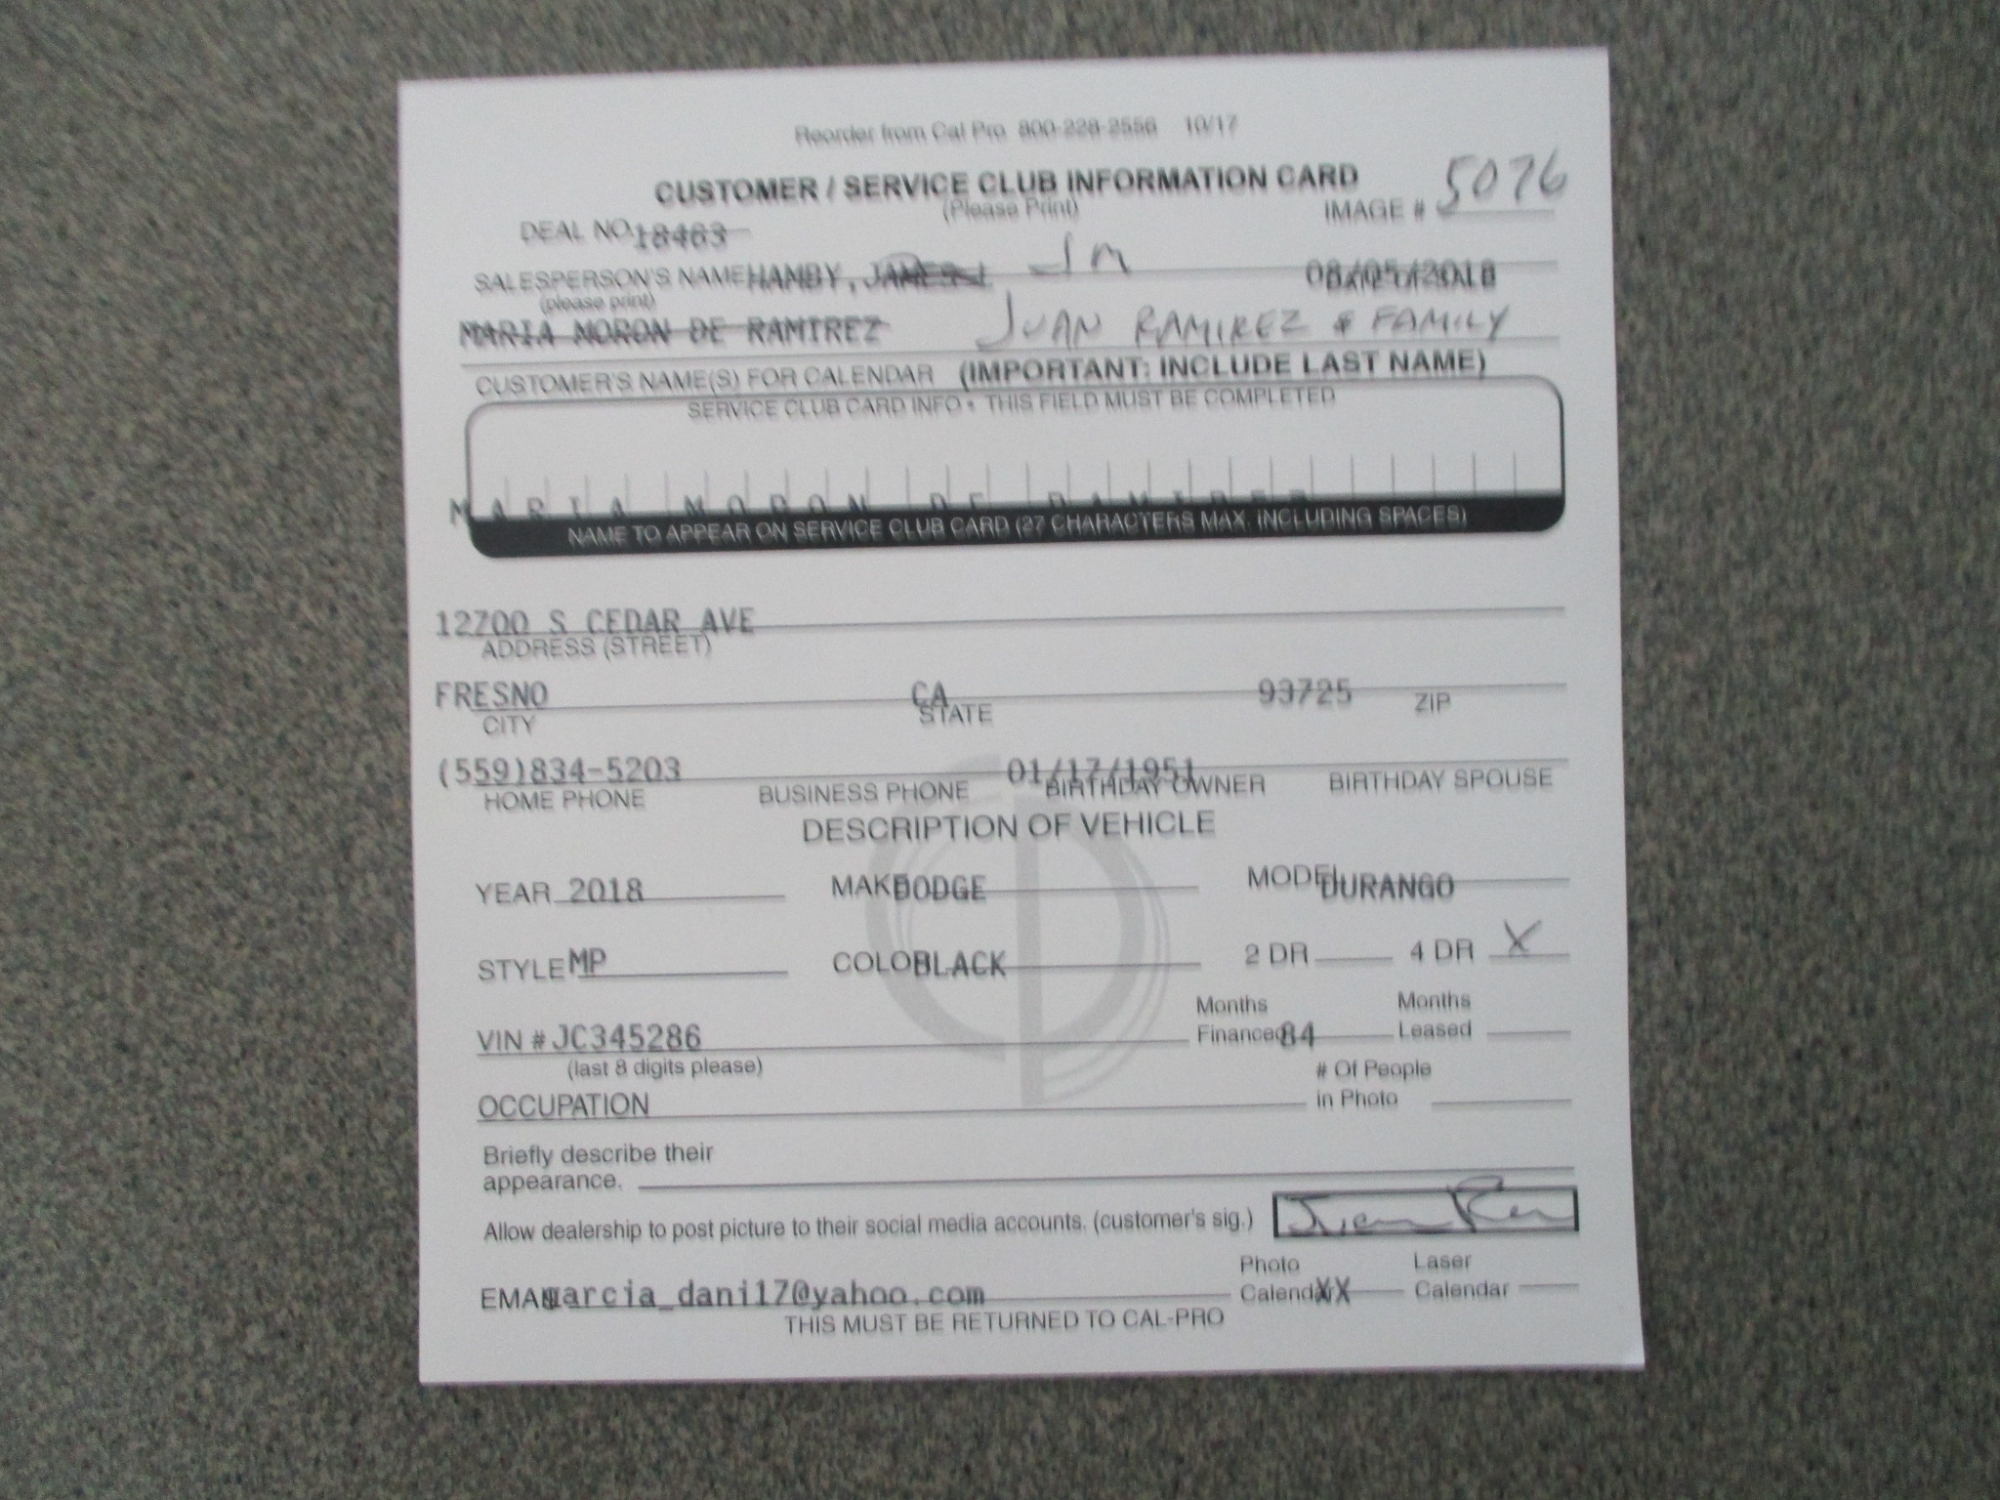 Reorder from Cal Pro 800-228-2556 10/17
CUSTOMER / SERVICE CLUB INFORMATION CARD
(Please Print)
IMAGE # 5076
DEAL NO. 18463
SALESPERSON'S NAME HAMBY, Jm 08/05/2018
(please print) DATE OF SALE
MARIA MORON DE RAMIREZ JUAN RAMIREZ & FAMILY
CUSTOMER'S NAME(S) FOR CALENDAR (IMPORTANT: INCLUDE LAST NAME)
SERVICE CLUB CARD INFO • THIS FIELD MUST BE COMPLETED
MARIA MORON DE RAMIREZ
NAME TO APPEAR ON SERVICE CLUB CARD (27 CHARACTERS MAX. INCLUDING SPACES)
12700 S CEDAR AVE
ADDRESS (STREET)
FRESNO CA 93725 ZIP
CITY STATE
(559)834-5203 01/17/1951
HOME PHONE BUSINESS PHONE BIRTHDAY OWNER BIRTHDAY SPOUSE
DESCRIPTION OF VEHICLE
YEAR 2018 MAKE DODGE MODEL DURANGO
STYLE MP COLOR BLACK 2 DR 4 DR X
VIN # JC345286 Months Financed 84 Months Leased
(last 8 digits please)
OCCUPATION # Of People in Photo
Briefly describe their
appearance.
Allow dealership to post picture to their social media accounts. (customer's sig.)
EMAIL garcia_dani17@yahoo.com Photo Calendar XX Laser Calendar
THIS MUST BE RETURNED TO CAL-PRO